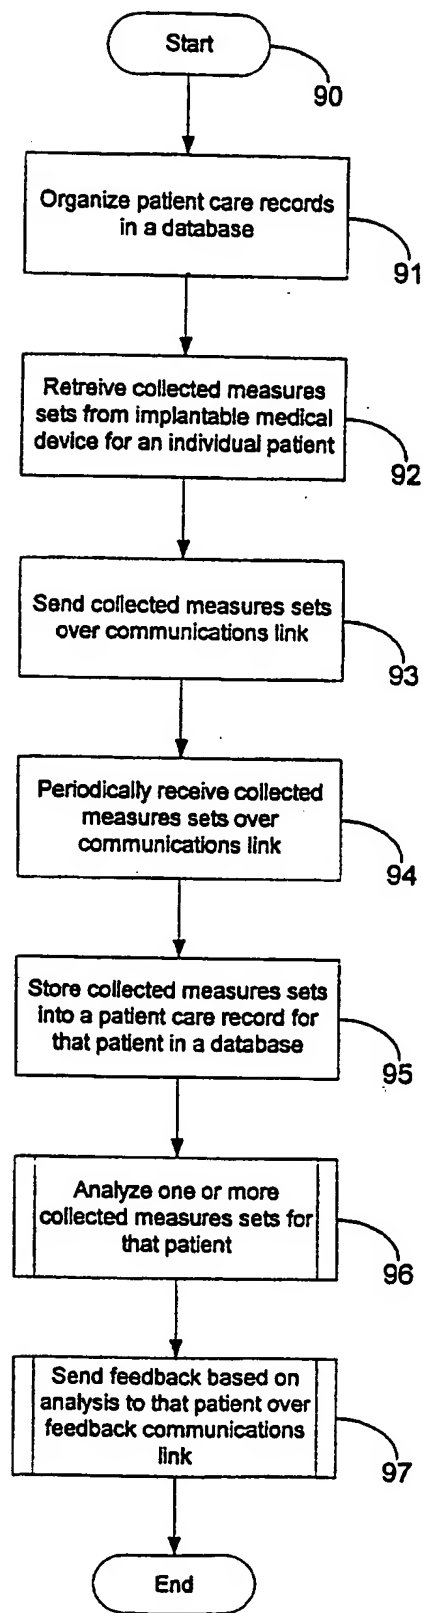 Start
90
Organize patient care records
in a database
91
Retreive collected measures
sets from implantable medical
device for an individual patient
92
Send collected measures sets
over communications link
93
Periodically receive collected
measures sets over
communications link
94
Store collected measures sets
into a patient care record for
that patient in a database
95
Analyze one or more
collected measures sets for
that patient
96
Send feedback based on
analysis to that patient over
feedback communications
link
97
End